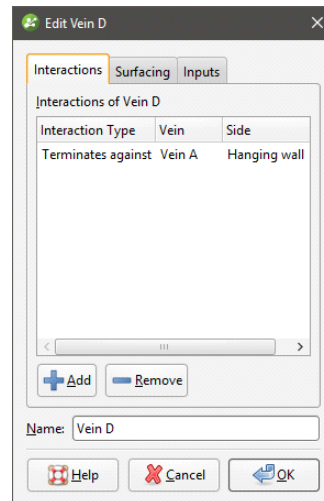 Edit Vein D
Interactions Surfacing Inputs
Interactions of Vein D
Interaction Type Vein Side
Terminates against Vein A Hanging wall
Add Remove
Name: Vein D
Help Cancel OK